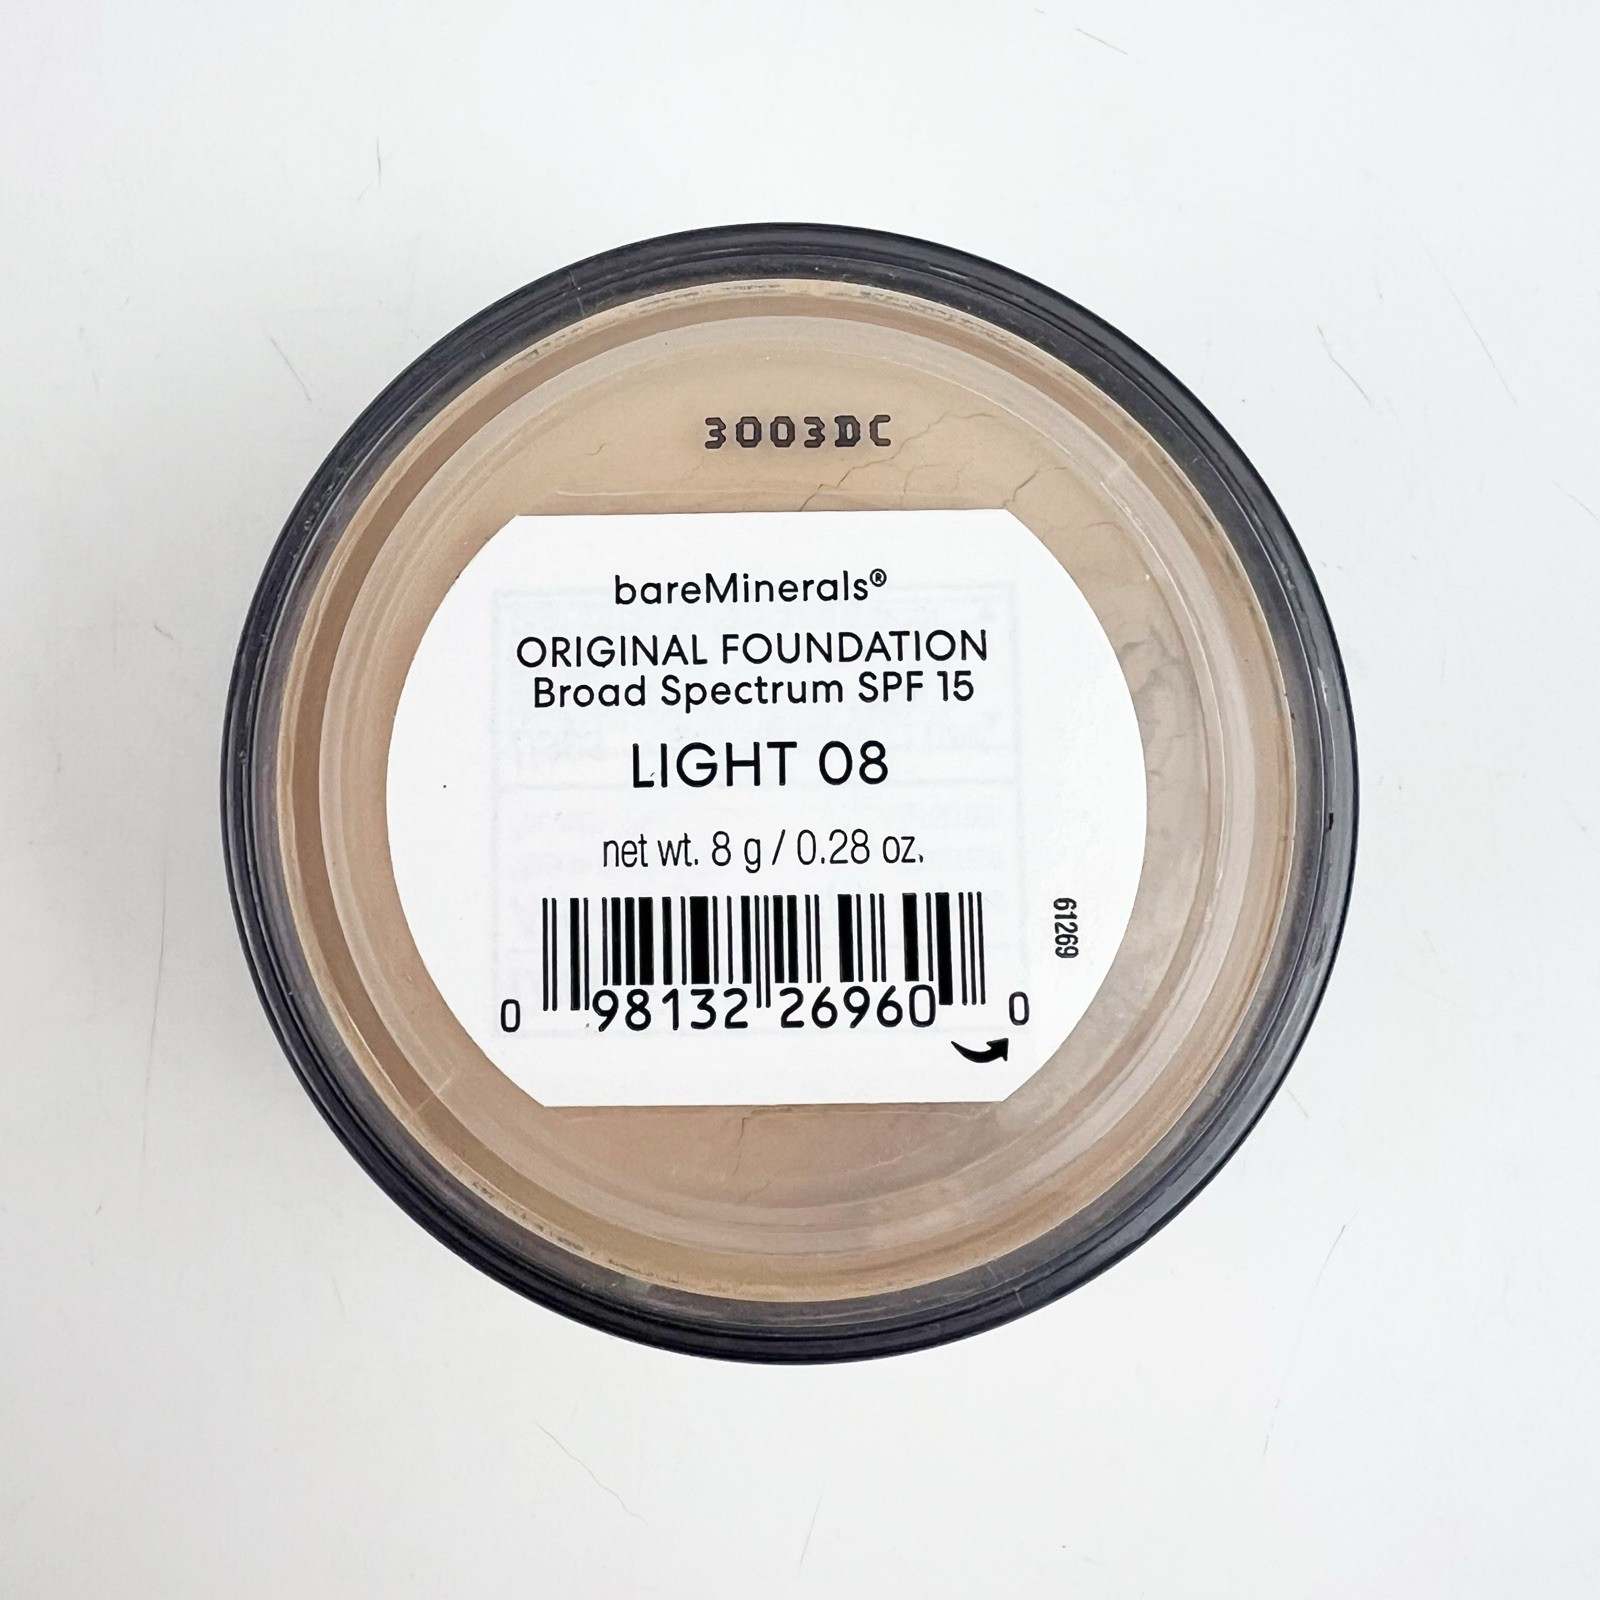 3003DC
bareMinerals®
ORIGINAL FOUNDATION
Broad Spectrum SPF 15
LIGHT 08
net wt. 8 g / 0.28 oz.
61269
0 98132 26960 0